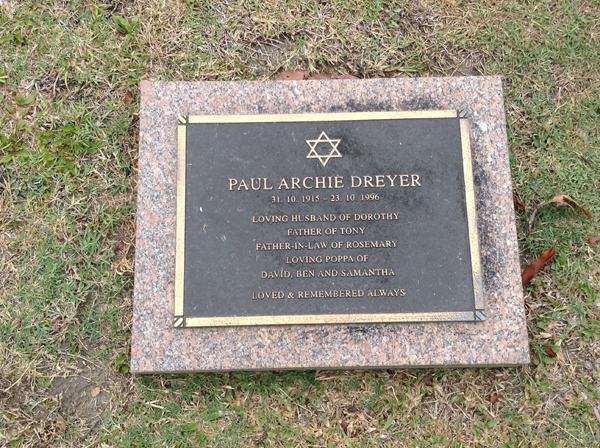 PAUL ARCHIE DREYER
31. 10. 1915 - 23. 10. 1996
LOVING HUSBAND OF DOROTHY
FATHER OF TONY
FATHER-IN-LAW OF ROSEMARY
LOVING POPPA OF
DAVID, BEN AND SAMANTHA
LOVED & REMEMBERED ALWAYS